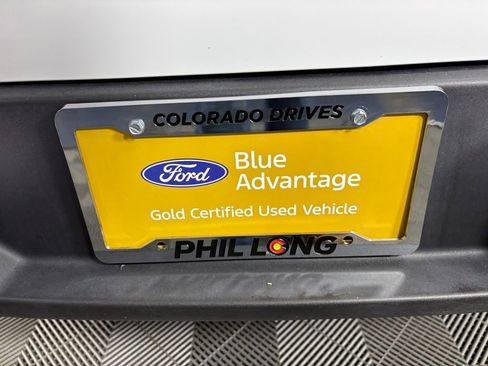 COLORADO DRIVES
Ford
Blue
Advantage
Gold Certified Used Vehicle
PHIL LONG